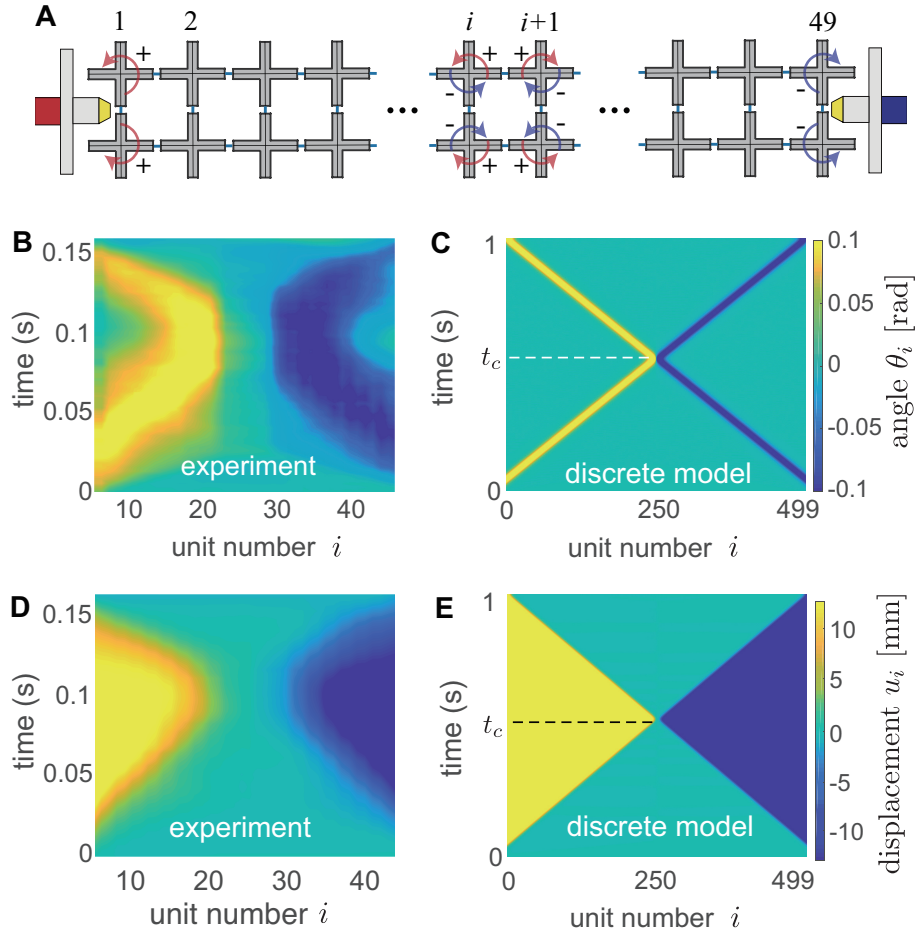 A
1 2 i i+1 49
+ + + -
- - -
- - -
+ + + -
... ...
B
0.15
0.1
0.05
0
time (s)
experiment
10 20 30 40
unit number i
C
1
t_c
0
time (s)
discrete model
0 250 499
unit number i
0.1
0.05
0
-0.05
-0.1
angle θ_i [rad]
D
0.15
0.1
0.05
0
time (s)
experiment
10 20 30 40
unit number i
E
1
t_c
0
time (s)
discrete model
0 250 499
unit number i
10
5
0
-5
-10
displacement u_i [mm]